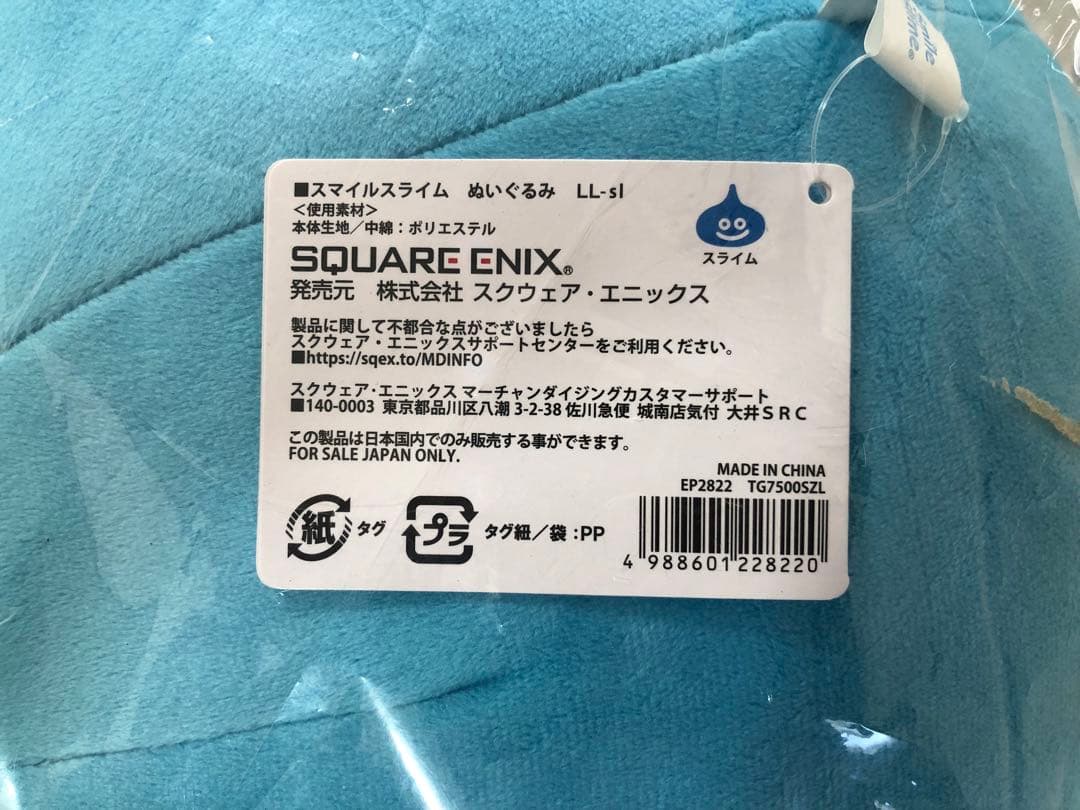 Smile
Slime®
■スマイルスライム ぬいぐるみ LL-sl
＜使用素材＞
本体生地／中綿：ポリエステル
スライム
SQUARE ENIX®
発売元 株式会社 スクウェア・エニックス
製品に関して不都合な点がございましたら
スクウェア・エニックスサポートセンターをご利用ください。
■https://sqex.to/MDINFO
スクウェア・エニックス マーチャンダイジングカスタマーサポート
■140-0003 東京都品川区八潮 3-2-38 佐川急便 城南店気付 大井SRC
この製品は日本国内でのみ販売する事ができます。
FOR SALE JAPAN ONLY.
MADE IN CHINA
EP2822 TG7500SZL
紙 タグ プラ タグ紐／袋：PP
4 988601 228220